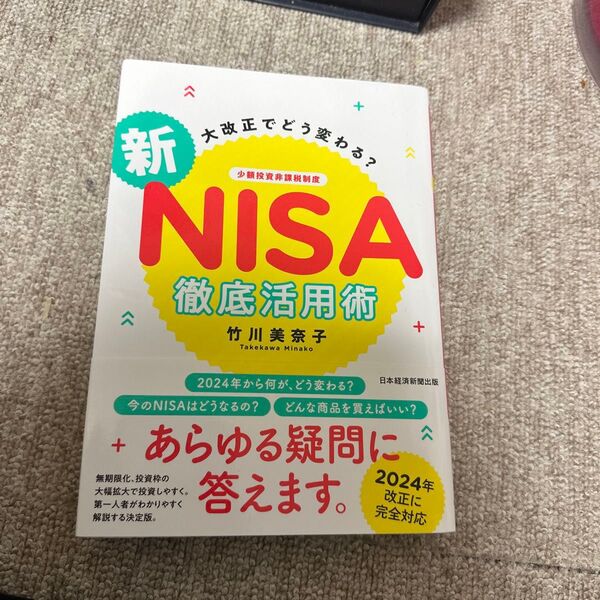 大改正でどう変わる?
新
少額投資非課税制度
NISA
徹底活用術
竹川美奈子
Takekawa Minako
日本経済新聞出版
2024年から何が、どう変わる?
今のNISAはどうなるの?
どんな商品を買えばいい?
あらゆる疑問に
答えます。
無期限化、投資枠の
大幅拡大で投資しやすく。
第一人者がわかりやすく
解説する決定版。
2024年
改正に
完全対応